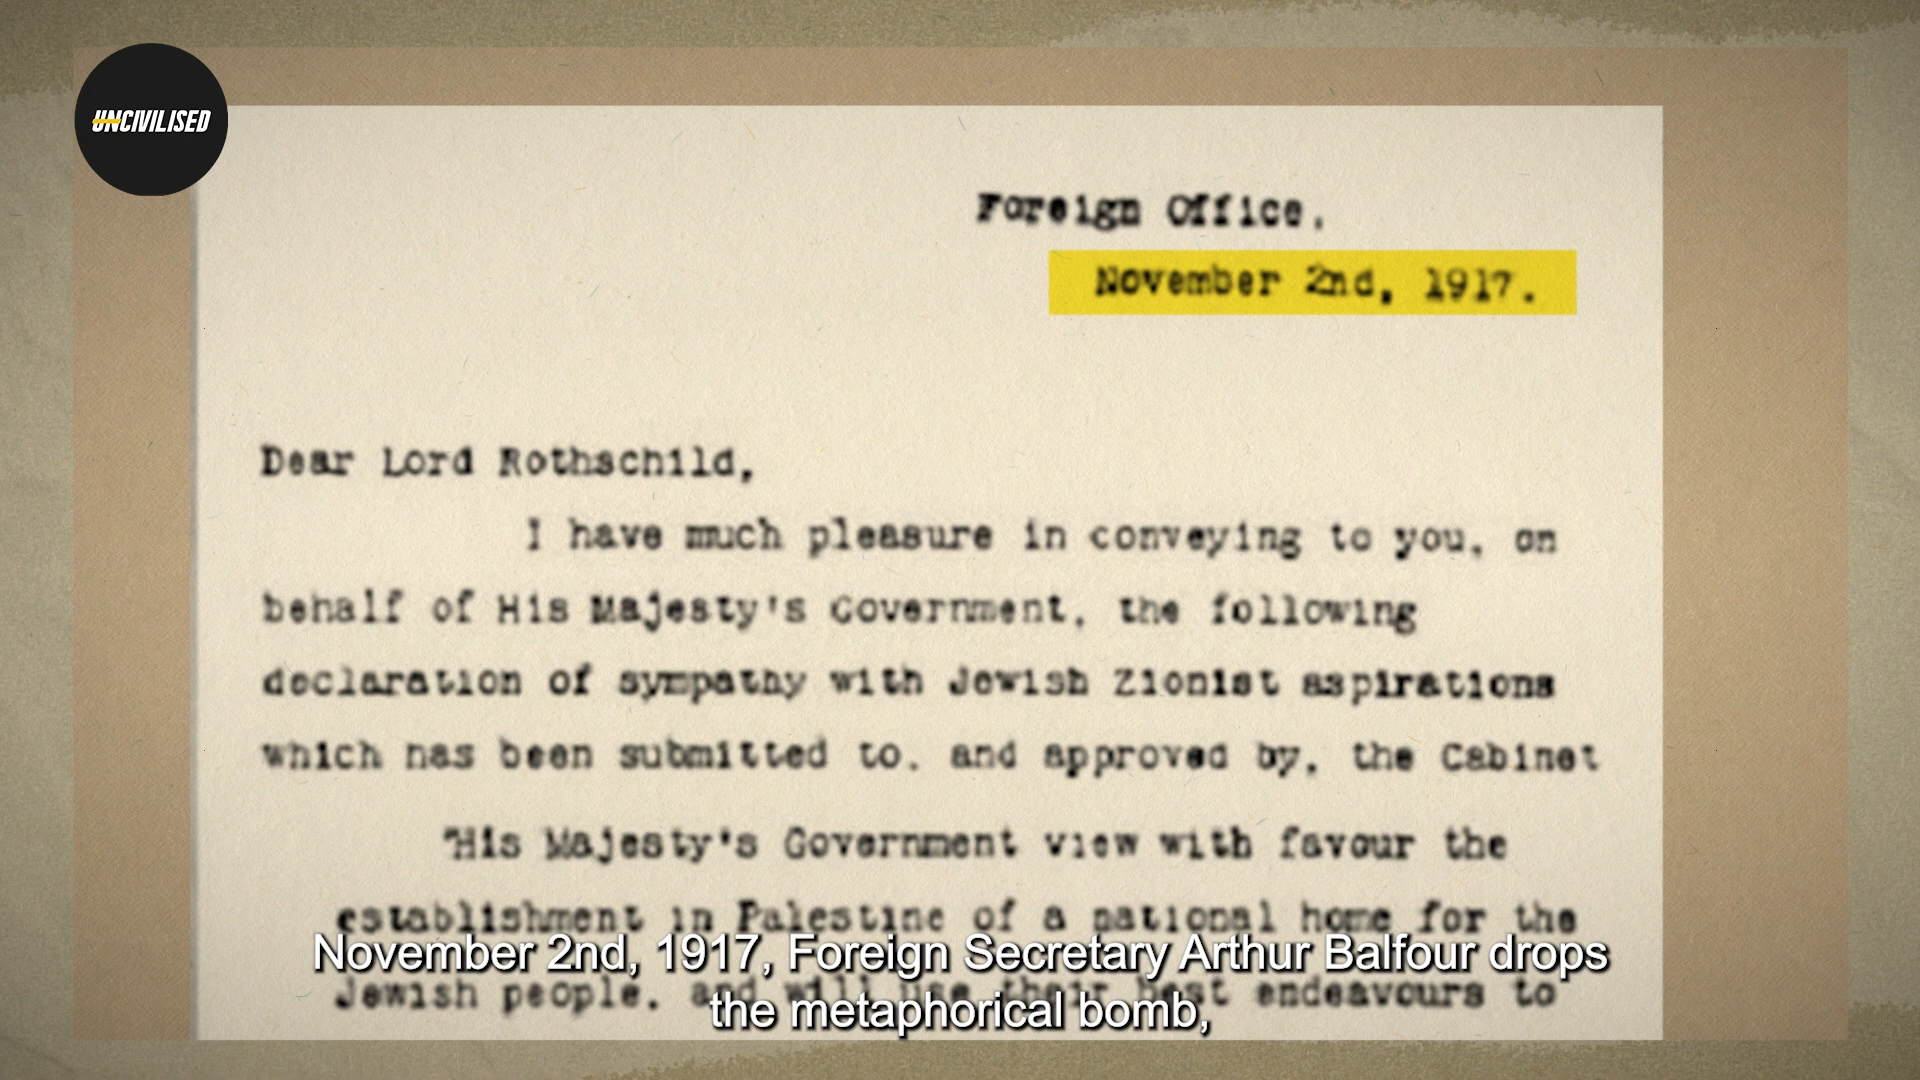 UNCIVILISED
Foreign Office,
November 2nd, 1917.
Dear Lord Rothschild,
I have much pleasure in conveying to you, on
behalf of His Majesty's Government, the following
declaration of sympathy with Jewish Zionist aspirations
which has been submitted to, and approved by, the Cabinet
"His Majesty's Government view with favour the
establishment in Palestine of a national home for the
Jewish people, and will use their best endeavours to
November 2nd, 1917, Foreign Secretary Arthur Balfour drops
the metaphorical bomb,